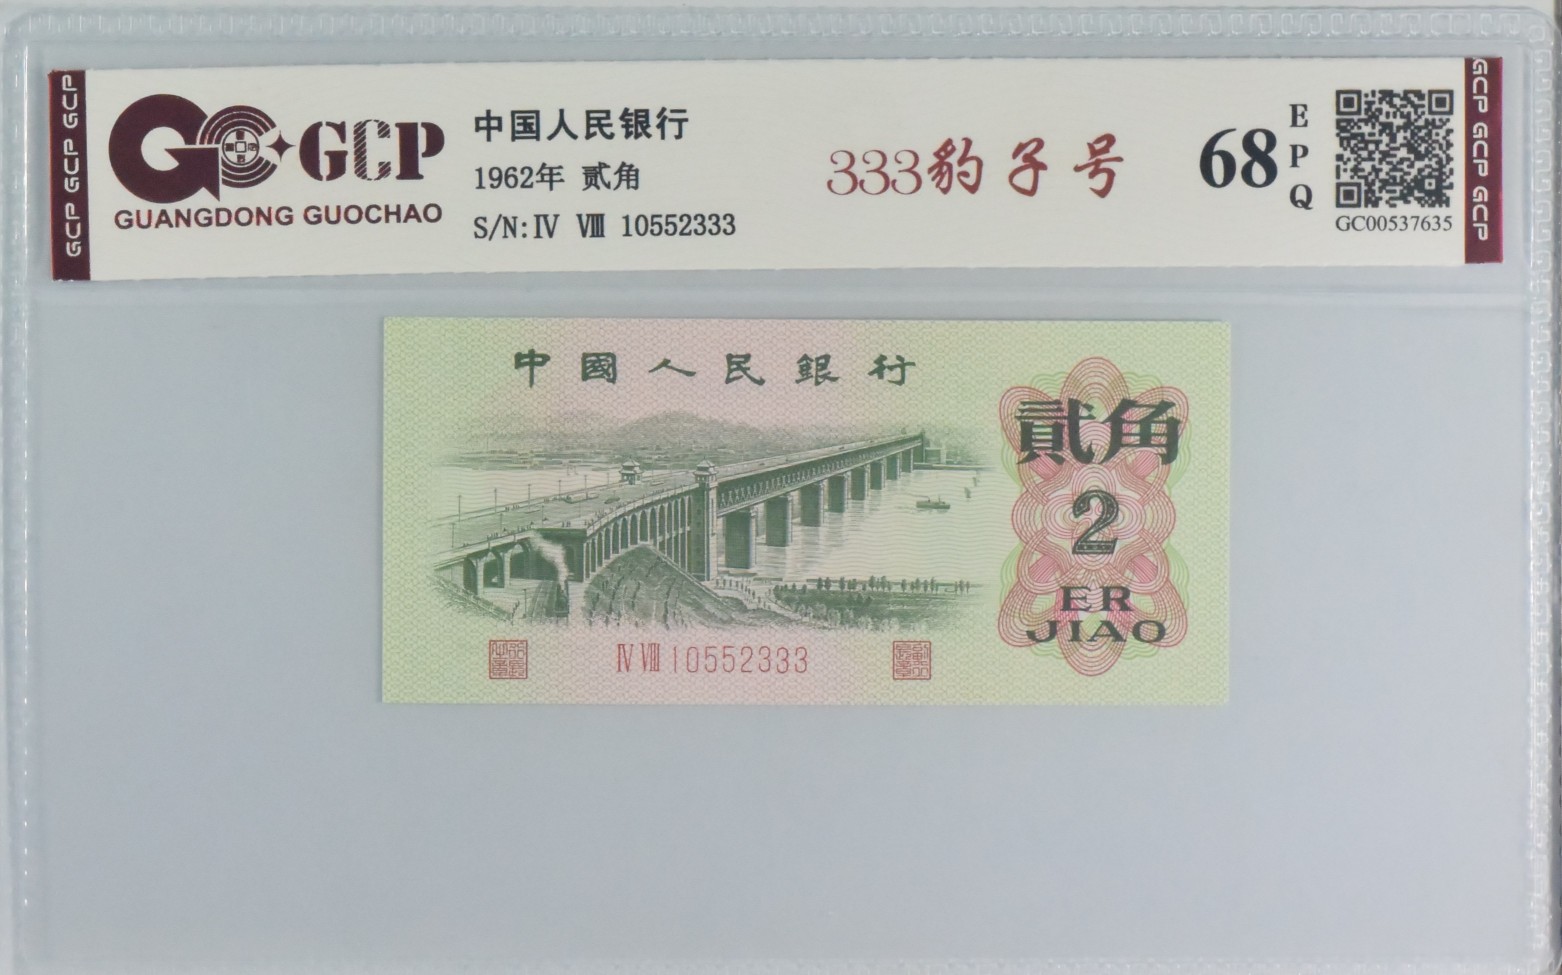 GCP GCP GCP
GCP
GUANGDONG GUOCHAO
中国人民银行
1962年 贰角
S/N:Ⅳ Ⅷ 10552333
333豹子号
68
EPQ
GC00537635
GCP GCP GCP
中國人民銀行
貳角
2
ER
JIAO
Ⅳ Ⅷ 10552333